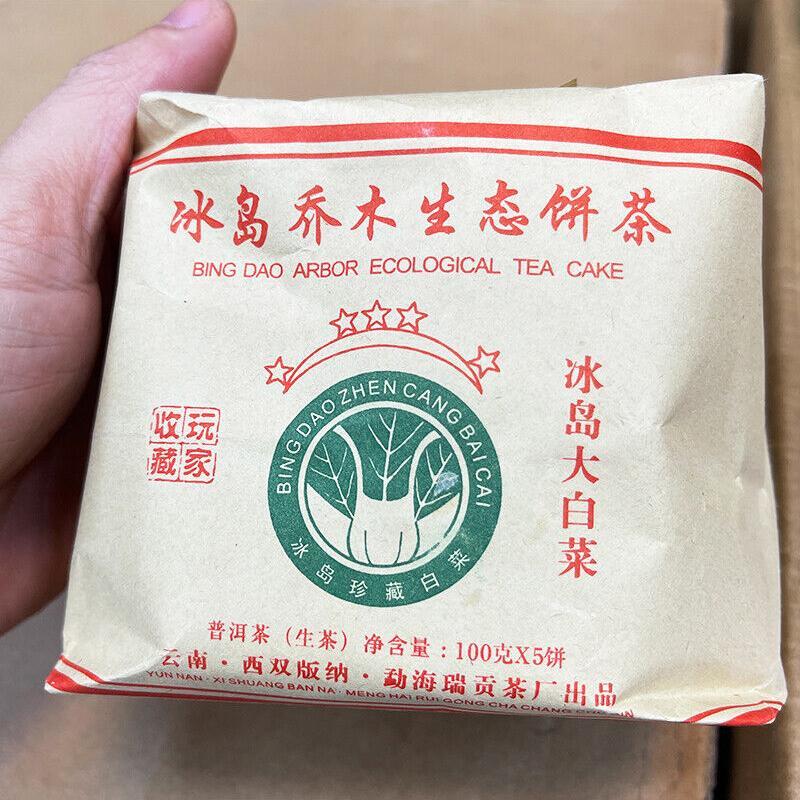 冰岛乔木生态饼茶
BING DAO ARBOR ECOLOGICAL TEA CAKE
BING DAO ZHEN CANG BAI CAI
冰岛珍藏白菜
玩家收藏
冰岛大白菜
普洱茶（生茶）净含量：100克X5饼
云南·西双版纳·勐海瑞贡茶厂出品
YUN NAN · XI SHUANG BAN NA · MENG HAI RUI GONG CHA CHANG